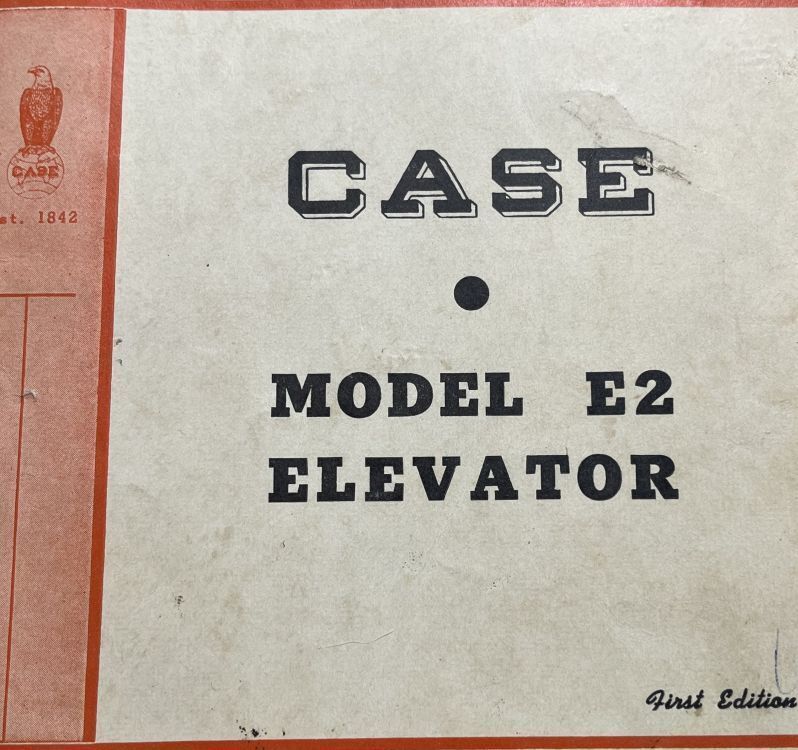 CASE
st. 1842
CASE
MODEL E2
ELEVATOR
First Edition